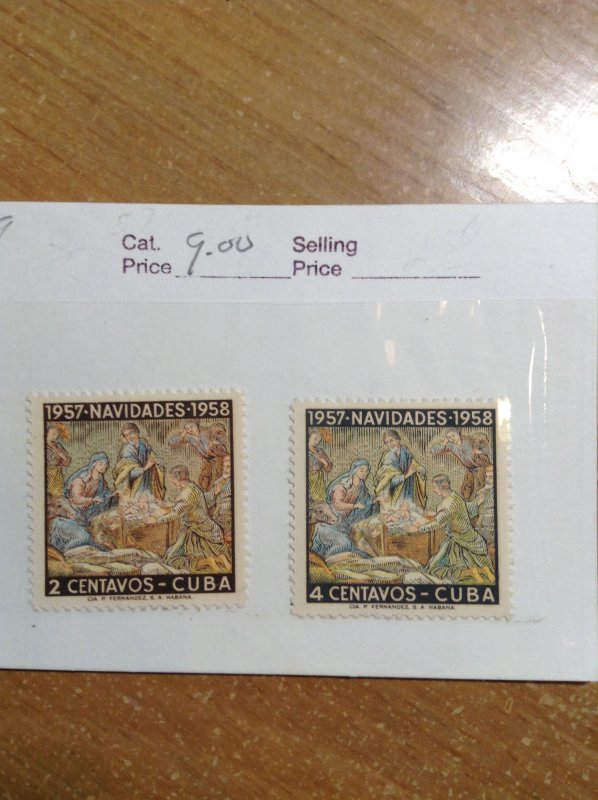 Cat. 9.00 Selling
Price Price
1957·NAVIDADES·1958
2 CENTAVOS - CUBA
CIA. P. FERNANDEZ, S. A. HABANA.
1957·NAVIDADES·1958
4 CENTAVOS - CUBA
CIA. P. FERNANDEZ, S. A. HABANA.